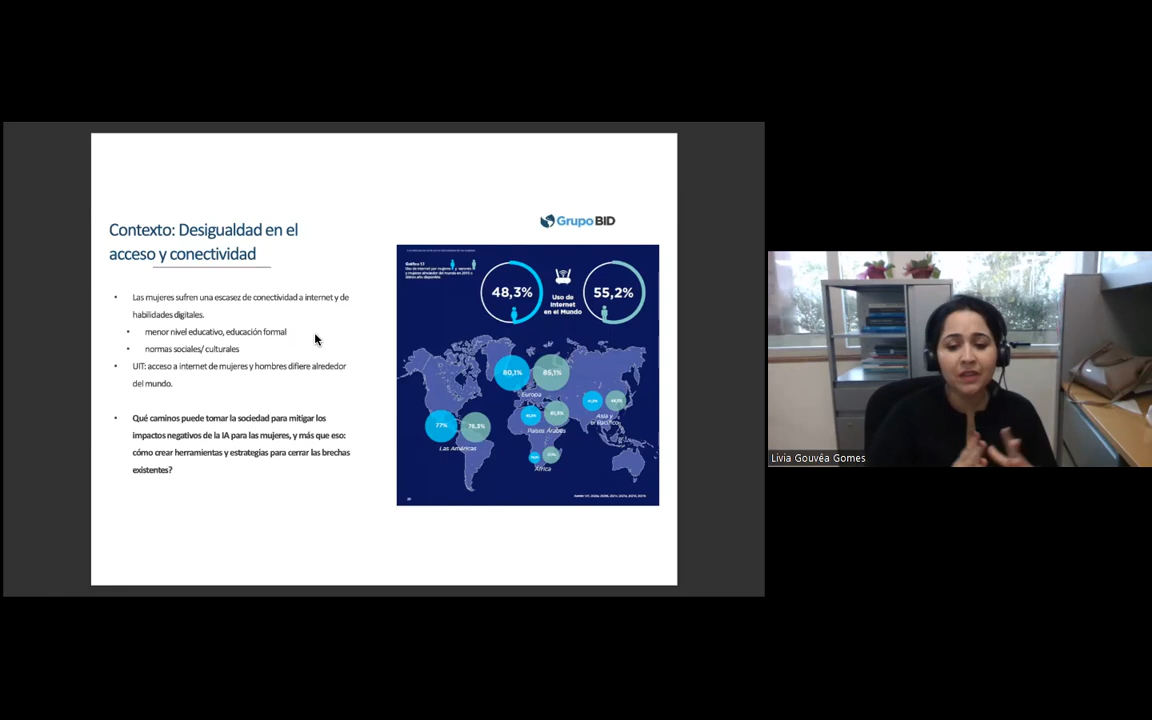 Contexto: Desigualdad en el
acceso y conectividad
Grupo BID
• Las mujeres sufren una escasez de conectividad a internet y de
habilidades digitales.
• menor nivel educativo, educación formal
• normas sociales/ culturales
• UIT: acceso a internet de mujeres y hombres difiere alrededor
del mundo.
• Qué caminos puede tomar la sociedad para mitigar los
impactos negativos de la IA para las mujeres, y más que eso:
cómo crear herramientas y estrategias para cerrar las brechas
existentes?
48,3%
Uso de
Internet
en el Mundo
55,2%
80,1%
85,1%
Europa
77%
76,3%
Las Américas
Países Árabes
Asia y
África
Livia Gouvêa Gomes